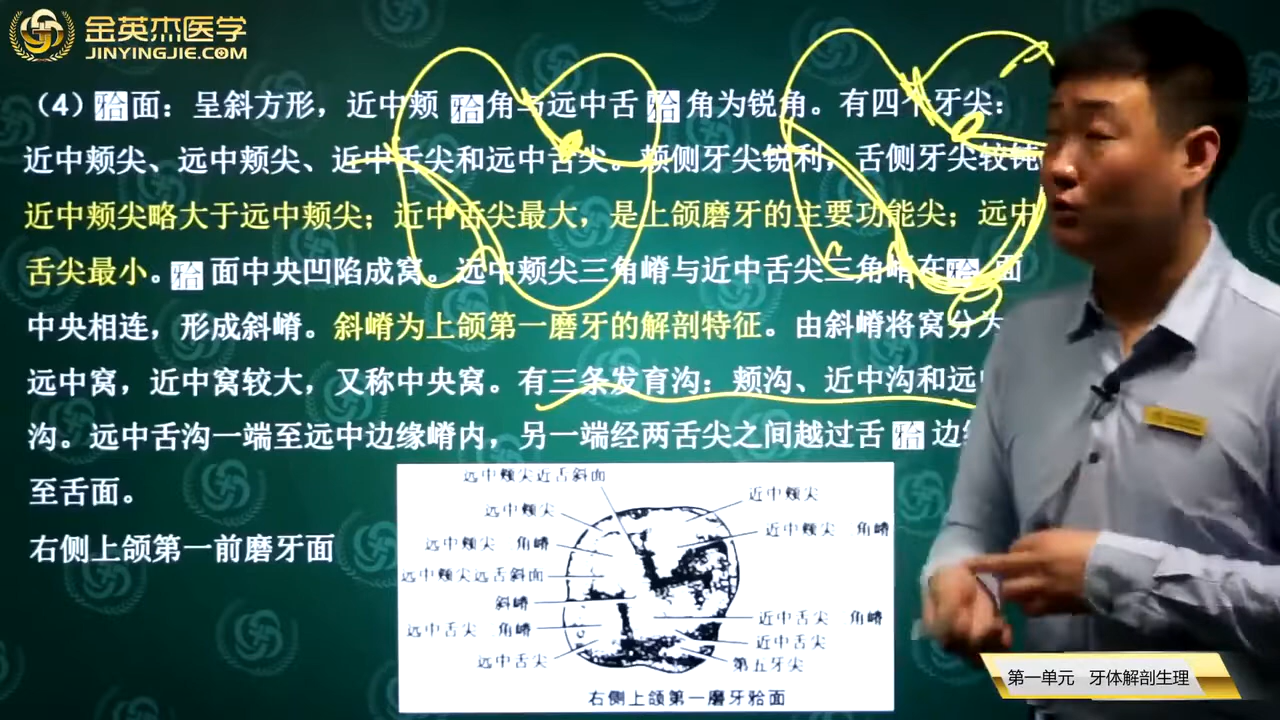 金英杰医学
JINYINGJIE.COM
（4）𬌗面：呈斜方形，近中颊𬌗角与远中舌𬌗角为锐角。有四个牙尖：
近中颊尖、远中颊尖、近中舌尖和远中舌尖。颊侧牙尖锐利，舌侧牙尖较钝
近中颊尖略大于远中颊尖；近中舌尖最大，是上颌磨牙的主要功能尖；远中
舌尖最小。𬌗面中央凹陷成窝。远中颊尖三角嵴与近中舌尖三角嵴在𬌗面
中央相连，形成斜嵴。斜嵴为上颌第一磨牙的解剖特征。由斜嵴将窝分为
远中窝，近中窝较大，又称中央窝。有三条发育沟：颊沟、近中沟和远中
沟。远中舌沟一端至远中边缘嵴内，另一端经两舌尖之间越过舌𬌗边
至舌面。
右侧上颌第一前磨牙面
远中颊尖近舌斜面
近中颊尖
远中颊尖
近中颊尖 角嵴
远中颊尖 角嵴
远中颊尖远舌斜面
斜嵴
近中舌尖 角嵴
远中舌尖 角嵴
近中舌尖
远中舌尖
第五牙尖
右侧上颌第一磨牙𬌗面
第一单元 牙体解剖生理